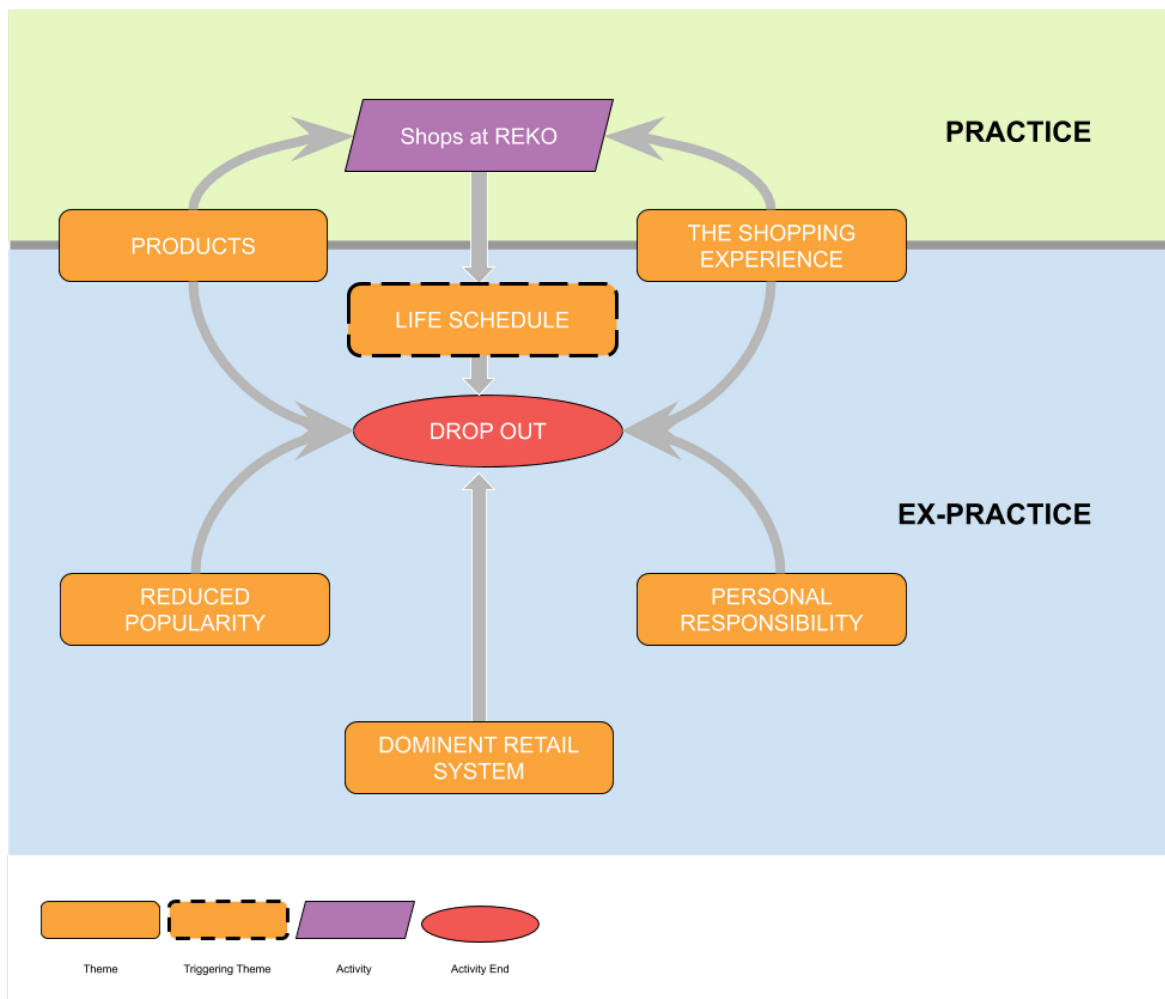 Shops at REKO
PRACTICE
PRODUCTS
THE SHOPPING
EXPERIENCE
LIFE SCHEDULE
DROP OUT
EX-PRACTICE
REDUCED
POPULARITY
PERSONAL
RESPONSIBILITY
DOMINENT RETAIL
SYSTEM
Theme
Triggering Theme
Activity
Activity End